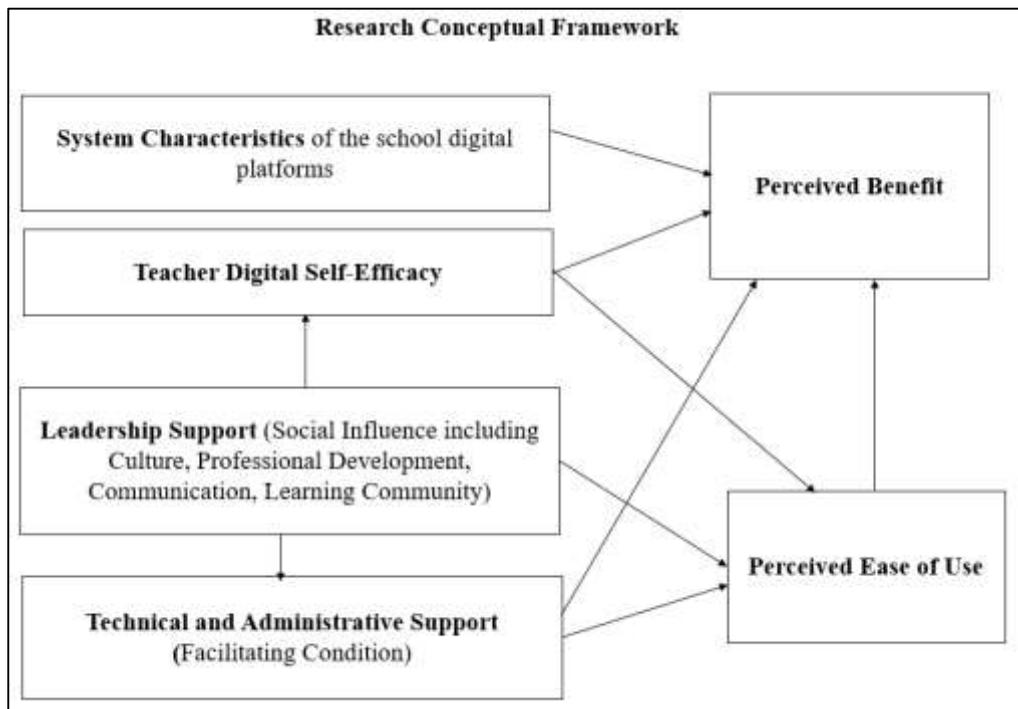 Research Conceptual Framework
System Characteristics of the school digital
platforms
Perceived Benefit
Teacher Digital Self-Efficacy
Leadership Support (Social Influence including
Culture, Professional Development,
Communication, Learning Community)
Perceived Ease of Use
Technical and Administrative Support
(Facilitating Condition)